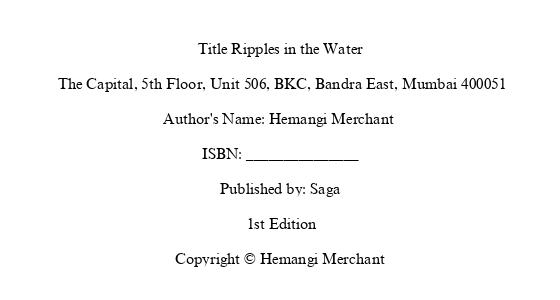 Title Ripples in the Water
The Capital, 5th Floor, Unit 506, BKC, Bandra East, Mumbai 400051
Author's Name: Hemangi Merchant
ISBN: _______________
Published by: Saga
1st Edition
Copyright © Hemangi Merchant